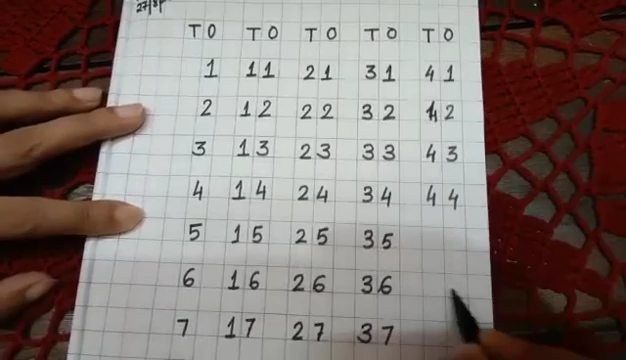 T O T O T O T O T O
1 11 21 31 41
2 12 22 32 42
3 13 23 33 43
4 14 24 34 44
5 15 25 35
6 16 26 36
7 17 27 37